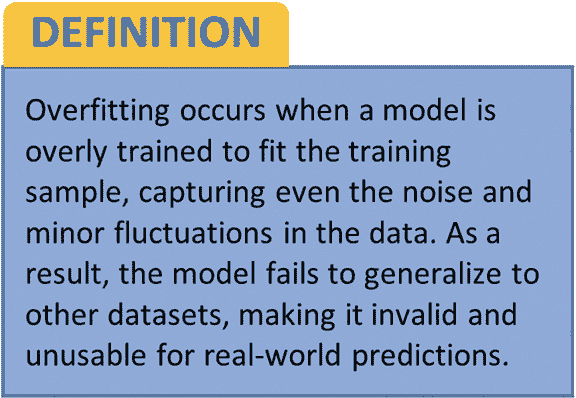 DEFINITION
Overfitting occurs when a model is
overly trained to fit the training
sample, capturing even the noise and
minor fluctuations in the data. As a
result, the model fails to generalize to
other datasets, making it invalid and
unusable for real-world predictions.